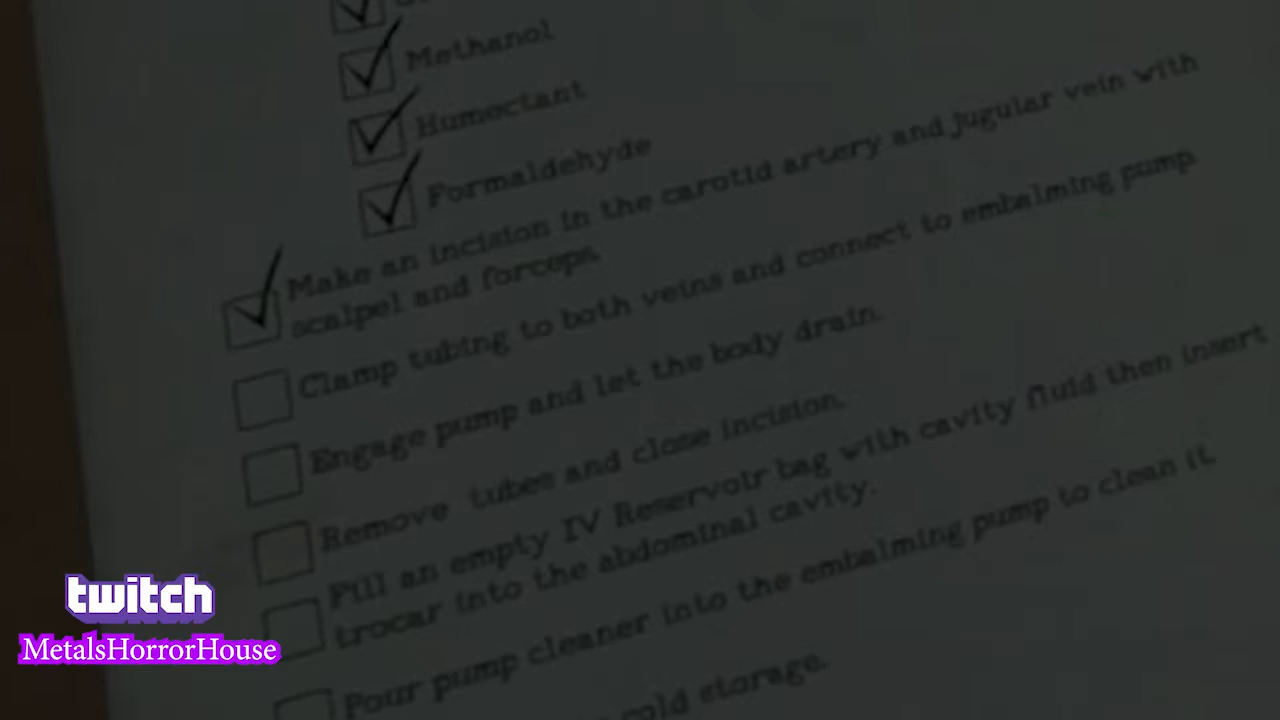 Methanol
Humectant
Formaldehyde
Make an incision in the carotid artery and jugular vein with
scalpel and forceps.
Clamp tubing to both veins and connect to embalming pump
Engage pump and let the body drain.
Remove tubes and close incision.
Fill an empty IV Reservoir bag with cavity fluid then insert
trocar into the abdominal cavity.
Pour pump cleaner into the embalming pump to clean it.
cold storage.
twitch
MetalsHorrorHouse